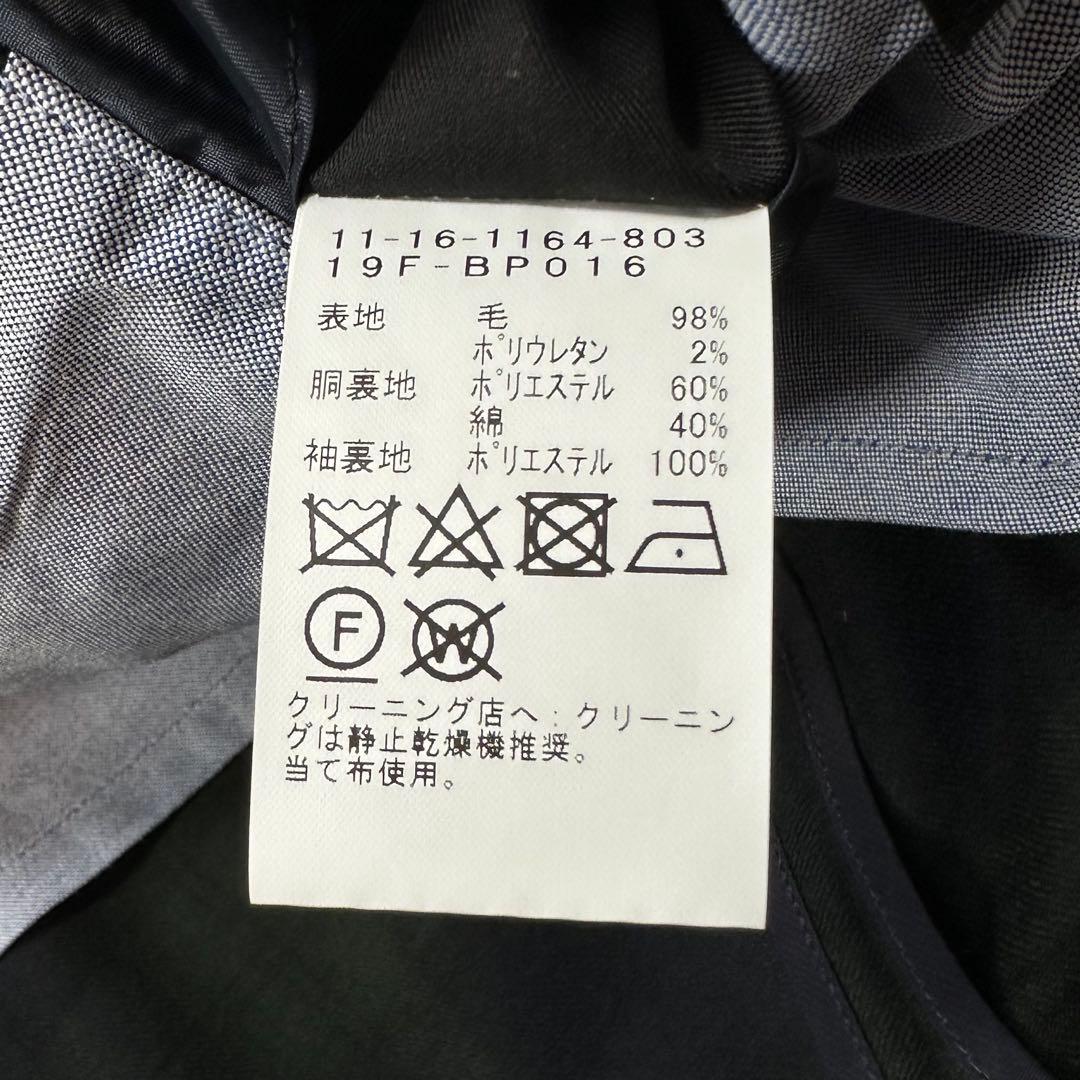 11-16-1164-803
19F-BP016
表地 毛 98%
ポリウレタン 2%
胴裏地 ポリエステル 60%
綿 40%
袖裏地 ポリエステル 100%
F W
クリーニング店へ：クリーニン
グは静止乾燥機推奨。
当て布使用。